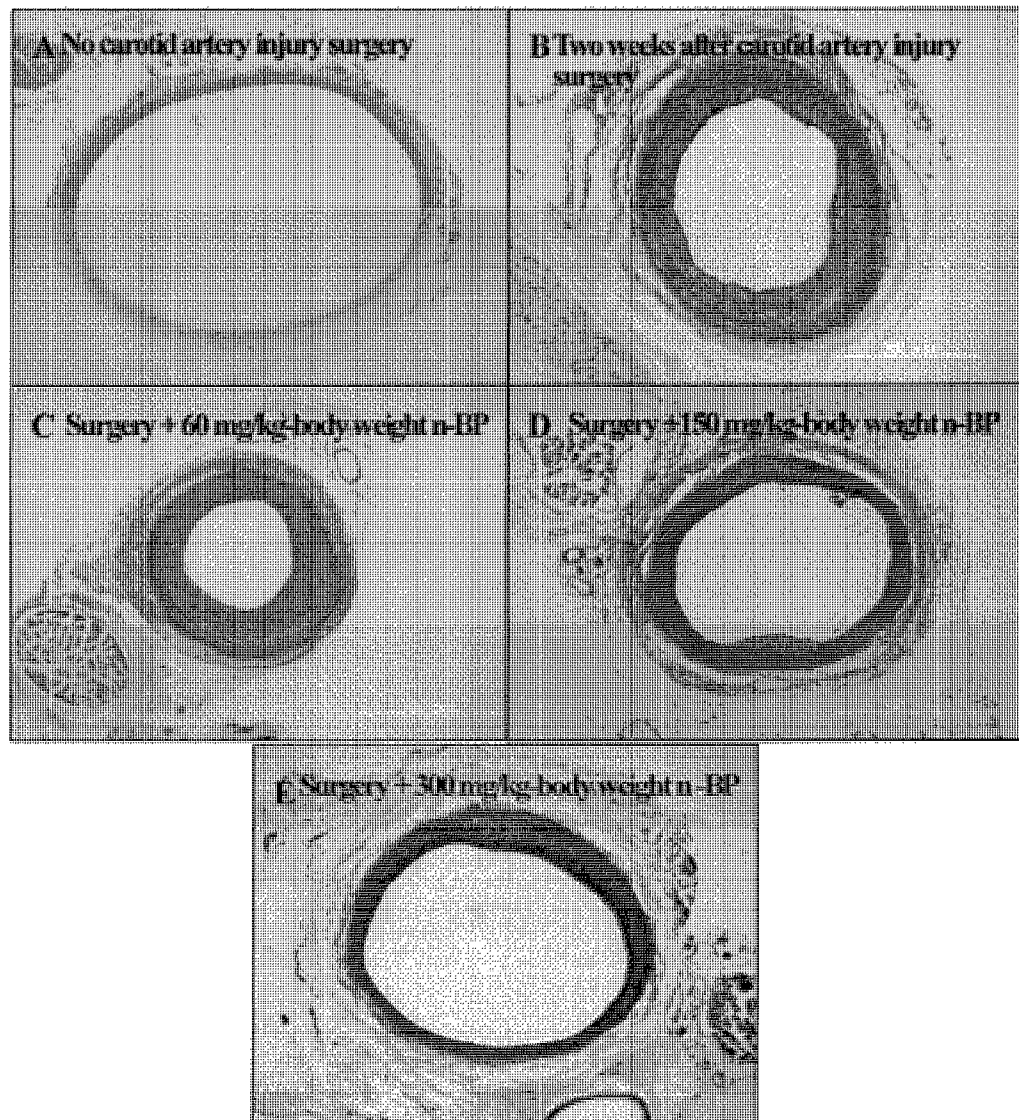 A No carotid artery injury surgery
B Two weeks after carotid artery injury
surgery
C Surgery + 60 mg/kg-body weight n-BP
D Surgery +150 mg/kg-body weight n-BP
E Surgery + 300 mg/kg-body weight n-BP